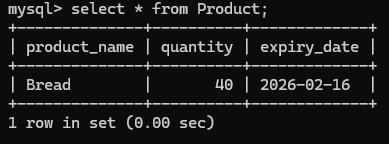 mysql> select * from Product;
+--------------+----------+-------------+
| product_name | quantity | expiry_date |
+--------------+----------+-------------+
| Bread        |       40 | 2026-02-16  |
+--------------+----------+-------------+
1 row in set (0.00 sec)